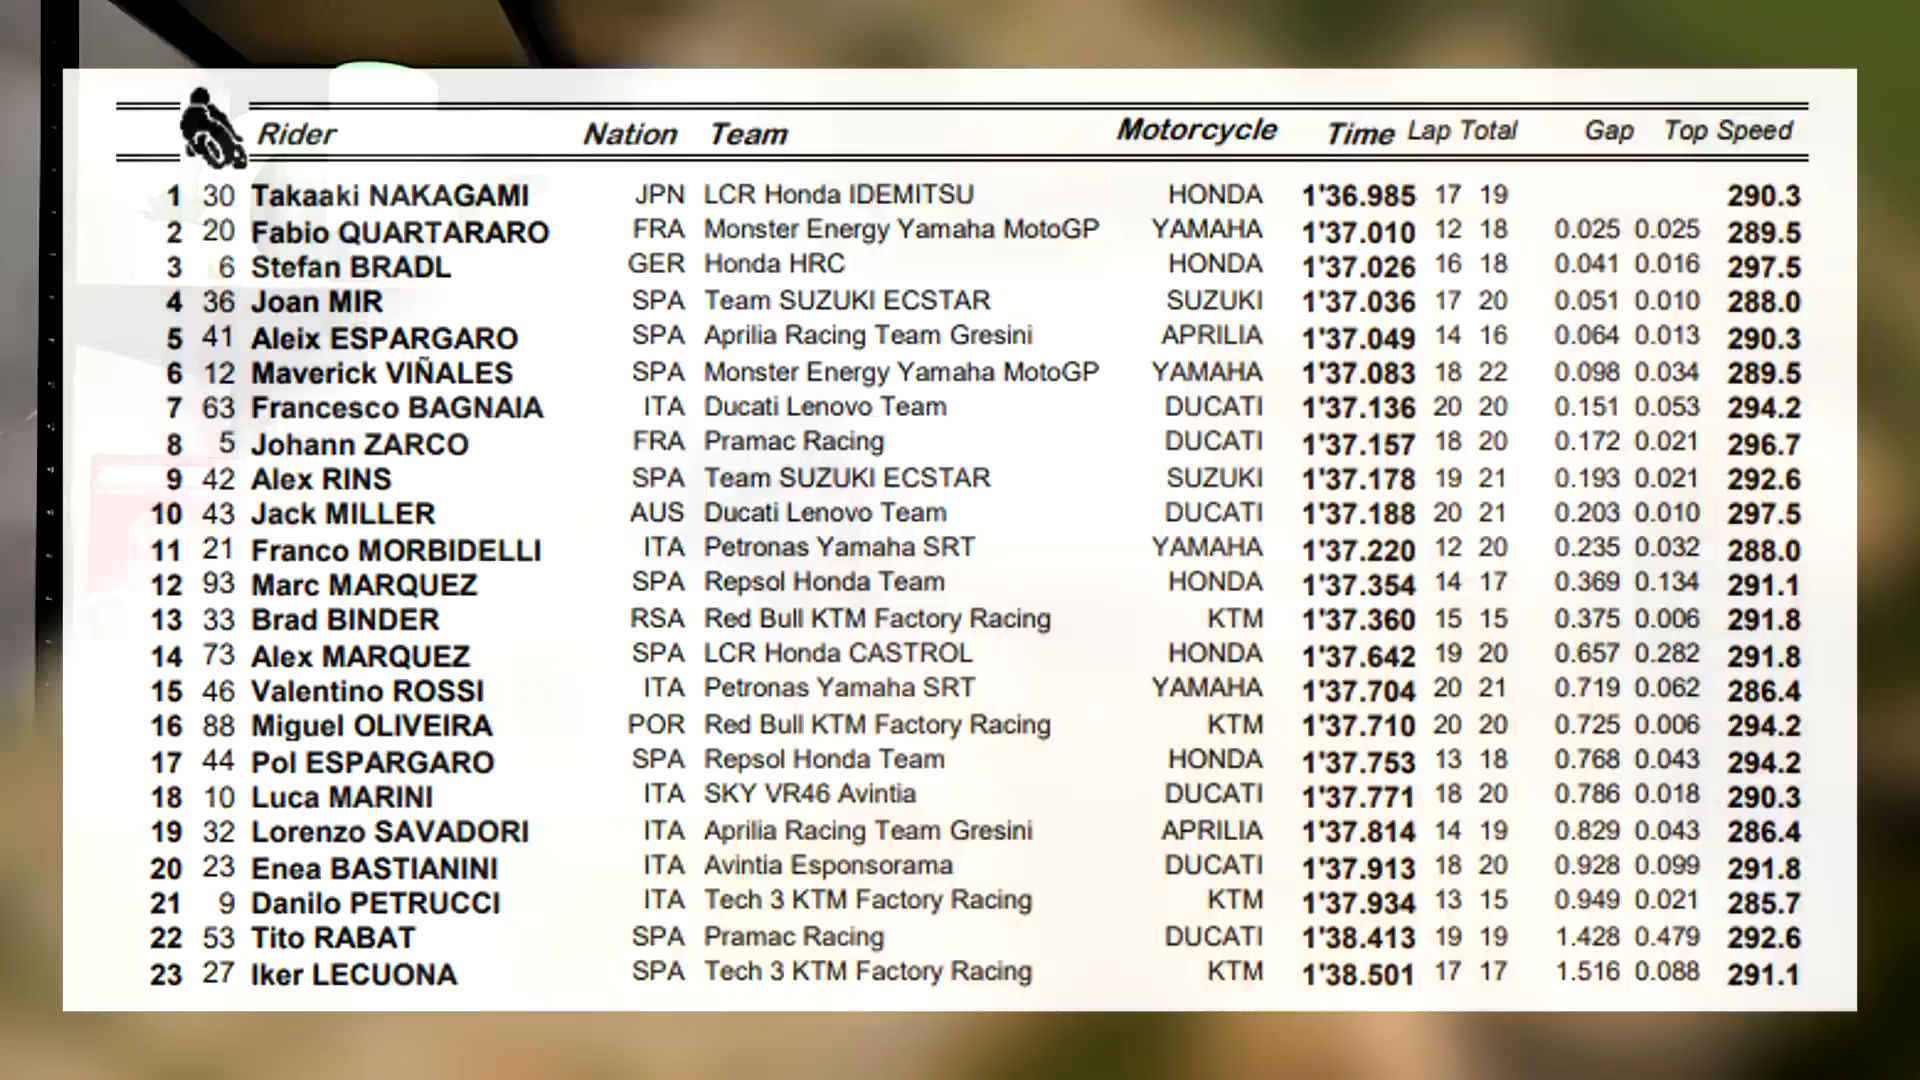 Rider Nation Team Motorcycle Time Lap Total Gap Top Speed
1 30 Takaaki NAKAGAMI JPN LCR Honda IDEMITSU HONDA 1'36.985 17 19 290.3
2 20 Fabio QUARTARARO FRA Monster Energy Yamaha MotoGP YAMAHA 1'37.010 12 18 0.025 0.025 289.5
3 6 Stefan BRADL GER Honda HRC HONDA 1'37.026 16 18 0.041 0.016 297.5
4 36 Joan MIR SPA Team SUZUKI ECSTAR SUZUKI 1'37.036 17 20 0.051 0.010 288.0
5 41 Aleix ESPARGARO SPA Aprilia Racing Team Gresini APRILIA 1'37.049 14 16 0.064 0.013 290.3
6 12 Maverick VIÑALES SPA Monster Energy Yamaha MotoGP YAMAHA 1'37.083 18 22 0.098 0.034 289.5
7 63 Francesco BAGNAIA ITA Ducati Lenovo Team DUCATI 1'37.136 20 20 0.151 0.053 294.2
8 5 Johann ZARCO FRA Pramac Racing DUCATI 1'37.157 18 20 0.172 0.021 296.7
9 42 Alex RINS SPA Team SUZUKI ECSTAR SUZUKI 1'37.178 19 21 0.193 0.021 292.6
10 43 Jack MILLER AUS Ducati Lenovo Team DUCATI 1'37.188 20 21 0.203 0.010 297.5
11 21 Franco MORBIDELLI ITA Petronas Yamaha SRT YAMAHA 1'37.220 12 20 0.235 0.032 288.0
12 93 Marc MARQUEZ SPA Repsol Honda Team HONDA 1'37.354 14 17 0.369 0.134 291.1
13 33 Brad BINDER RSA Red Bull KTM Factory Racing KTM 1'37.360 15 15 0.375 0.006 291.8
14 73 Alex MARQUEZ SPA LCR Honda CASTROL HONDA 1'37.642 19 20 0.657 0.282 291.8
15 46 Valentino ROSSI ITA Petronas Yamaha SRT YAMAHA 1'37.704 20 21 0.719 0.062 286.4
16 88 Miguel OLIVEIRA POR Red Bull KTM Factory Racing KTM 1'37.710 20 20 0.725 0.006 294.2
17 44 Pol ESPARGARO SPA Repsol Honda Team HONDA 1'37.753 13 18 0.768 0.043 294.2
18 10 Luca MARINI ITA SKY VR46 Avintia DUCATI 1'37.771 18 20 0.786 0.018 290.3
19 32 Lorenzo SAVADORI ITA Aprilia Racing Team Gresini APRILIA 1'37.814 14 19 0.829 0.043 286.4
20 23 Enea BASTIANINI ITA Avintia Esponsorama DUCATI 1'37.913 18 20 0.928 0.099 291.8
21 9 Danilo PETRUCCI ITA Tech 3 KTM Factory Racing KTM 1'37.934 13 15 0.949 0.021 285.7
22 53 Tito RABAT SPA Pramac Racing DUCATI 1'38.413 19 19 1.428 0.479 292.6
23 27 Iker LECUONA SPA Tech 3 KTM Factory Racing KTM 1'38.501 17 17 1.516 0.088 291.1